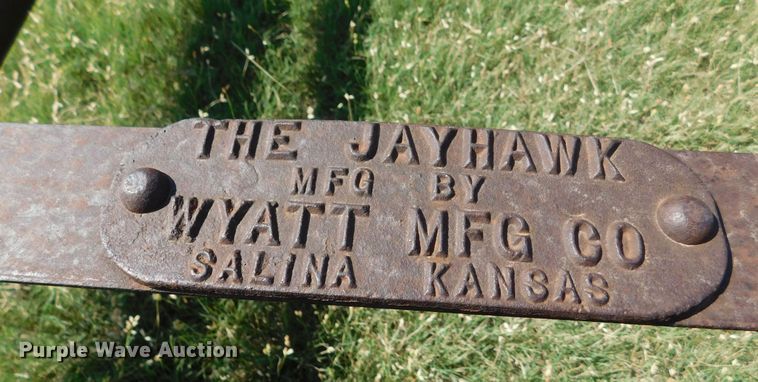 THE JAYHAWK
MFG BY
WYATT MFG CO
SALINA KANSAS
Purple Wave Auction